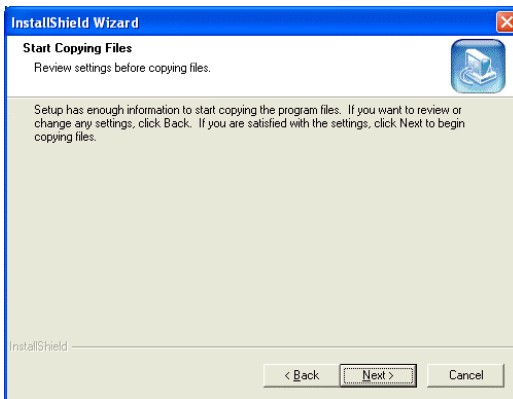 InstallShield Wizard
Start Copying Files
Review settings before copying files.
Setup has enough information to start copying the program files. If you want to review or
change any settings, click Back. If you are satisfied with the settings, click Next to begin
copying files.
InstallShield
< Back Next > Cancel